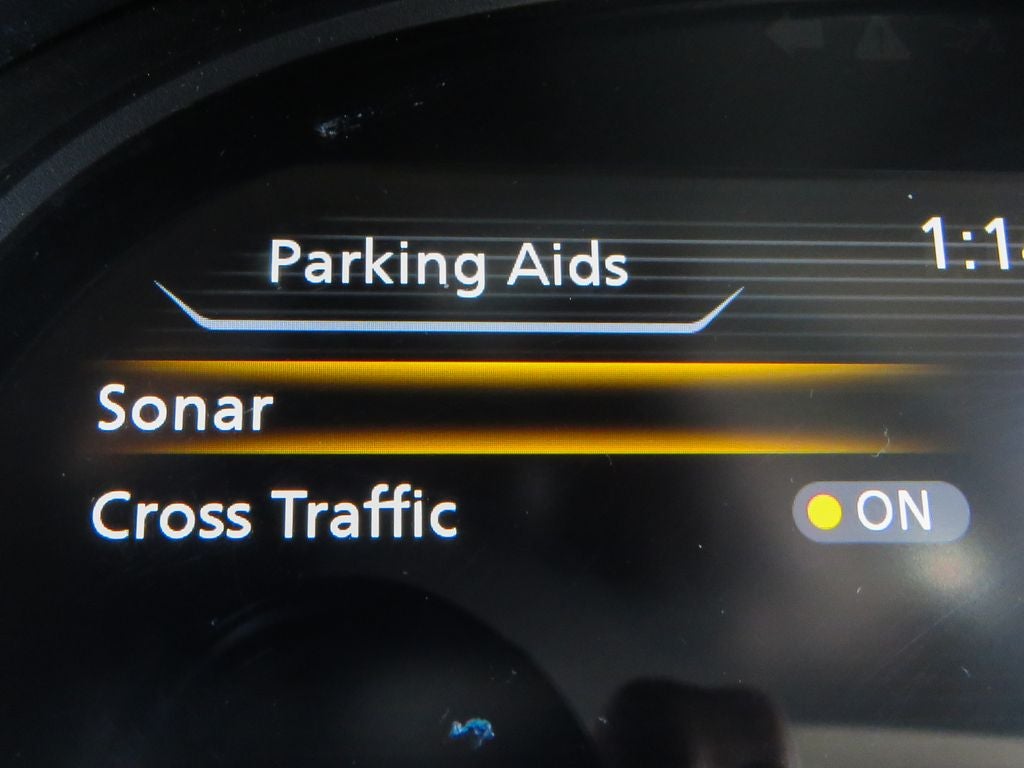 Parking Aids
Sonar
Cross Traffic
ON